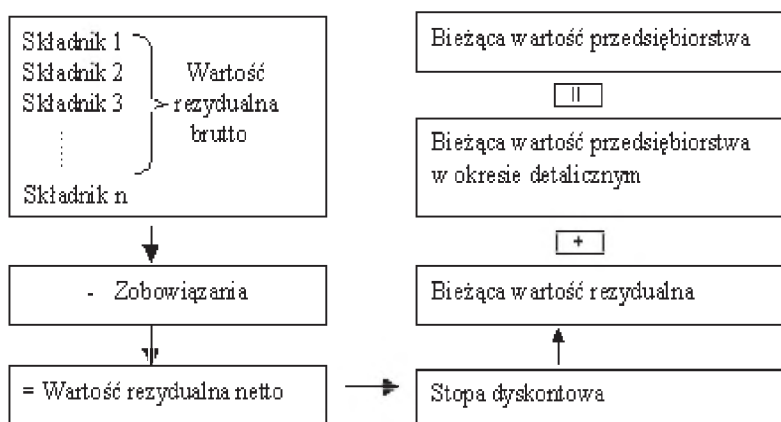 Składnik 1
Składnik 2
Składnik 3
Składnik n
Wartość
rezydualna
brutto
- Zobowiązania
= Wartość rezydualna netto
Bieżąca wartość przedsiębiorstwa
||
Bieżąca wartość przedsiębiorstwa
w okresie detalicznym
+
Bieżąca wartość rezydualna
Stopa dyskontowa